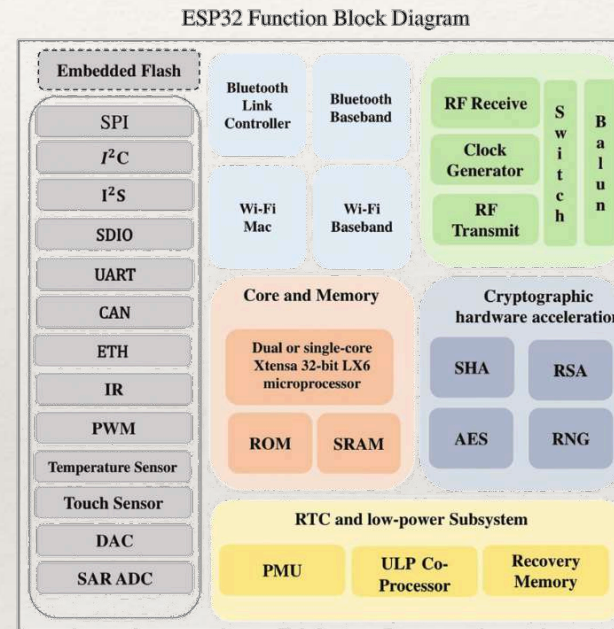 ESP32 Function Block Diagram
Embedded Flash
SPI
I²C
I²S
SDIO
UART
CAN
ETH
IR
PWM
Temperature Sensor
Touch Sensor
DAC
SAR ADC
Bluetooth
Link
Controller
Bluetooth
Baseband
Wi-Fi
Mac
Wi-Fi
Baseband
RF Receive
Clock
Generator
RF
Transmit
Switch
Balun
Core and Memory
Dual or single-core
Xtensa 32-bit LX6
microprocessor
ROM
SRAM
Cryptographic
hardware acceleration
SHA
RSA
AES
RNG
RTC and low-power Subsystem
PMU
ULP Co-
Processor
Recovery
Memory